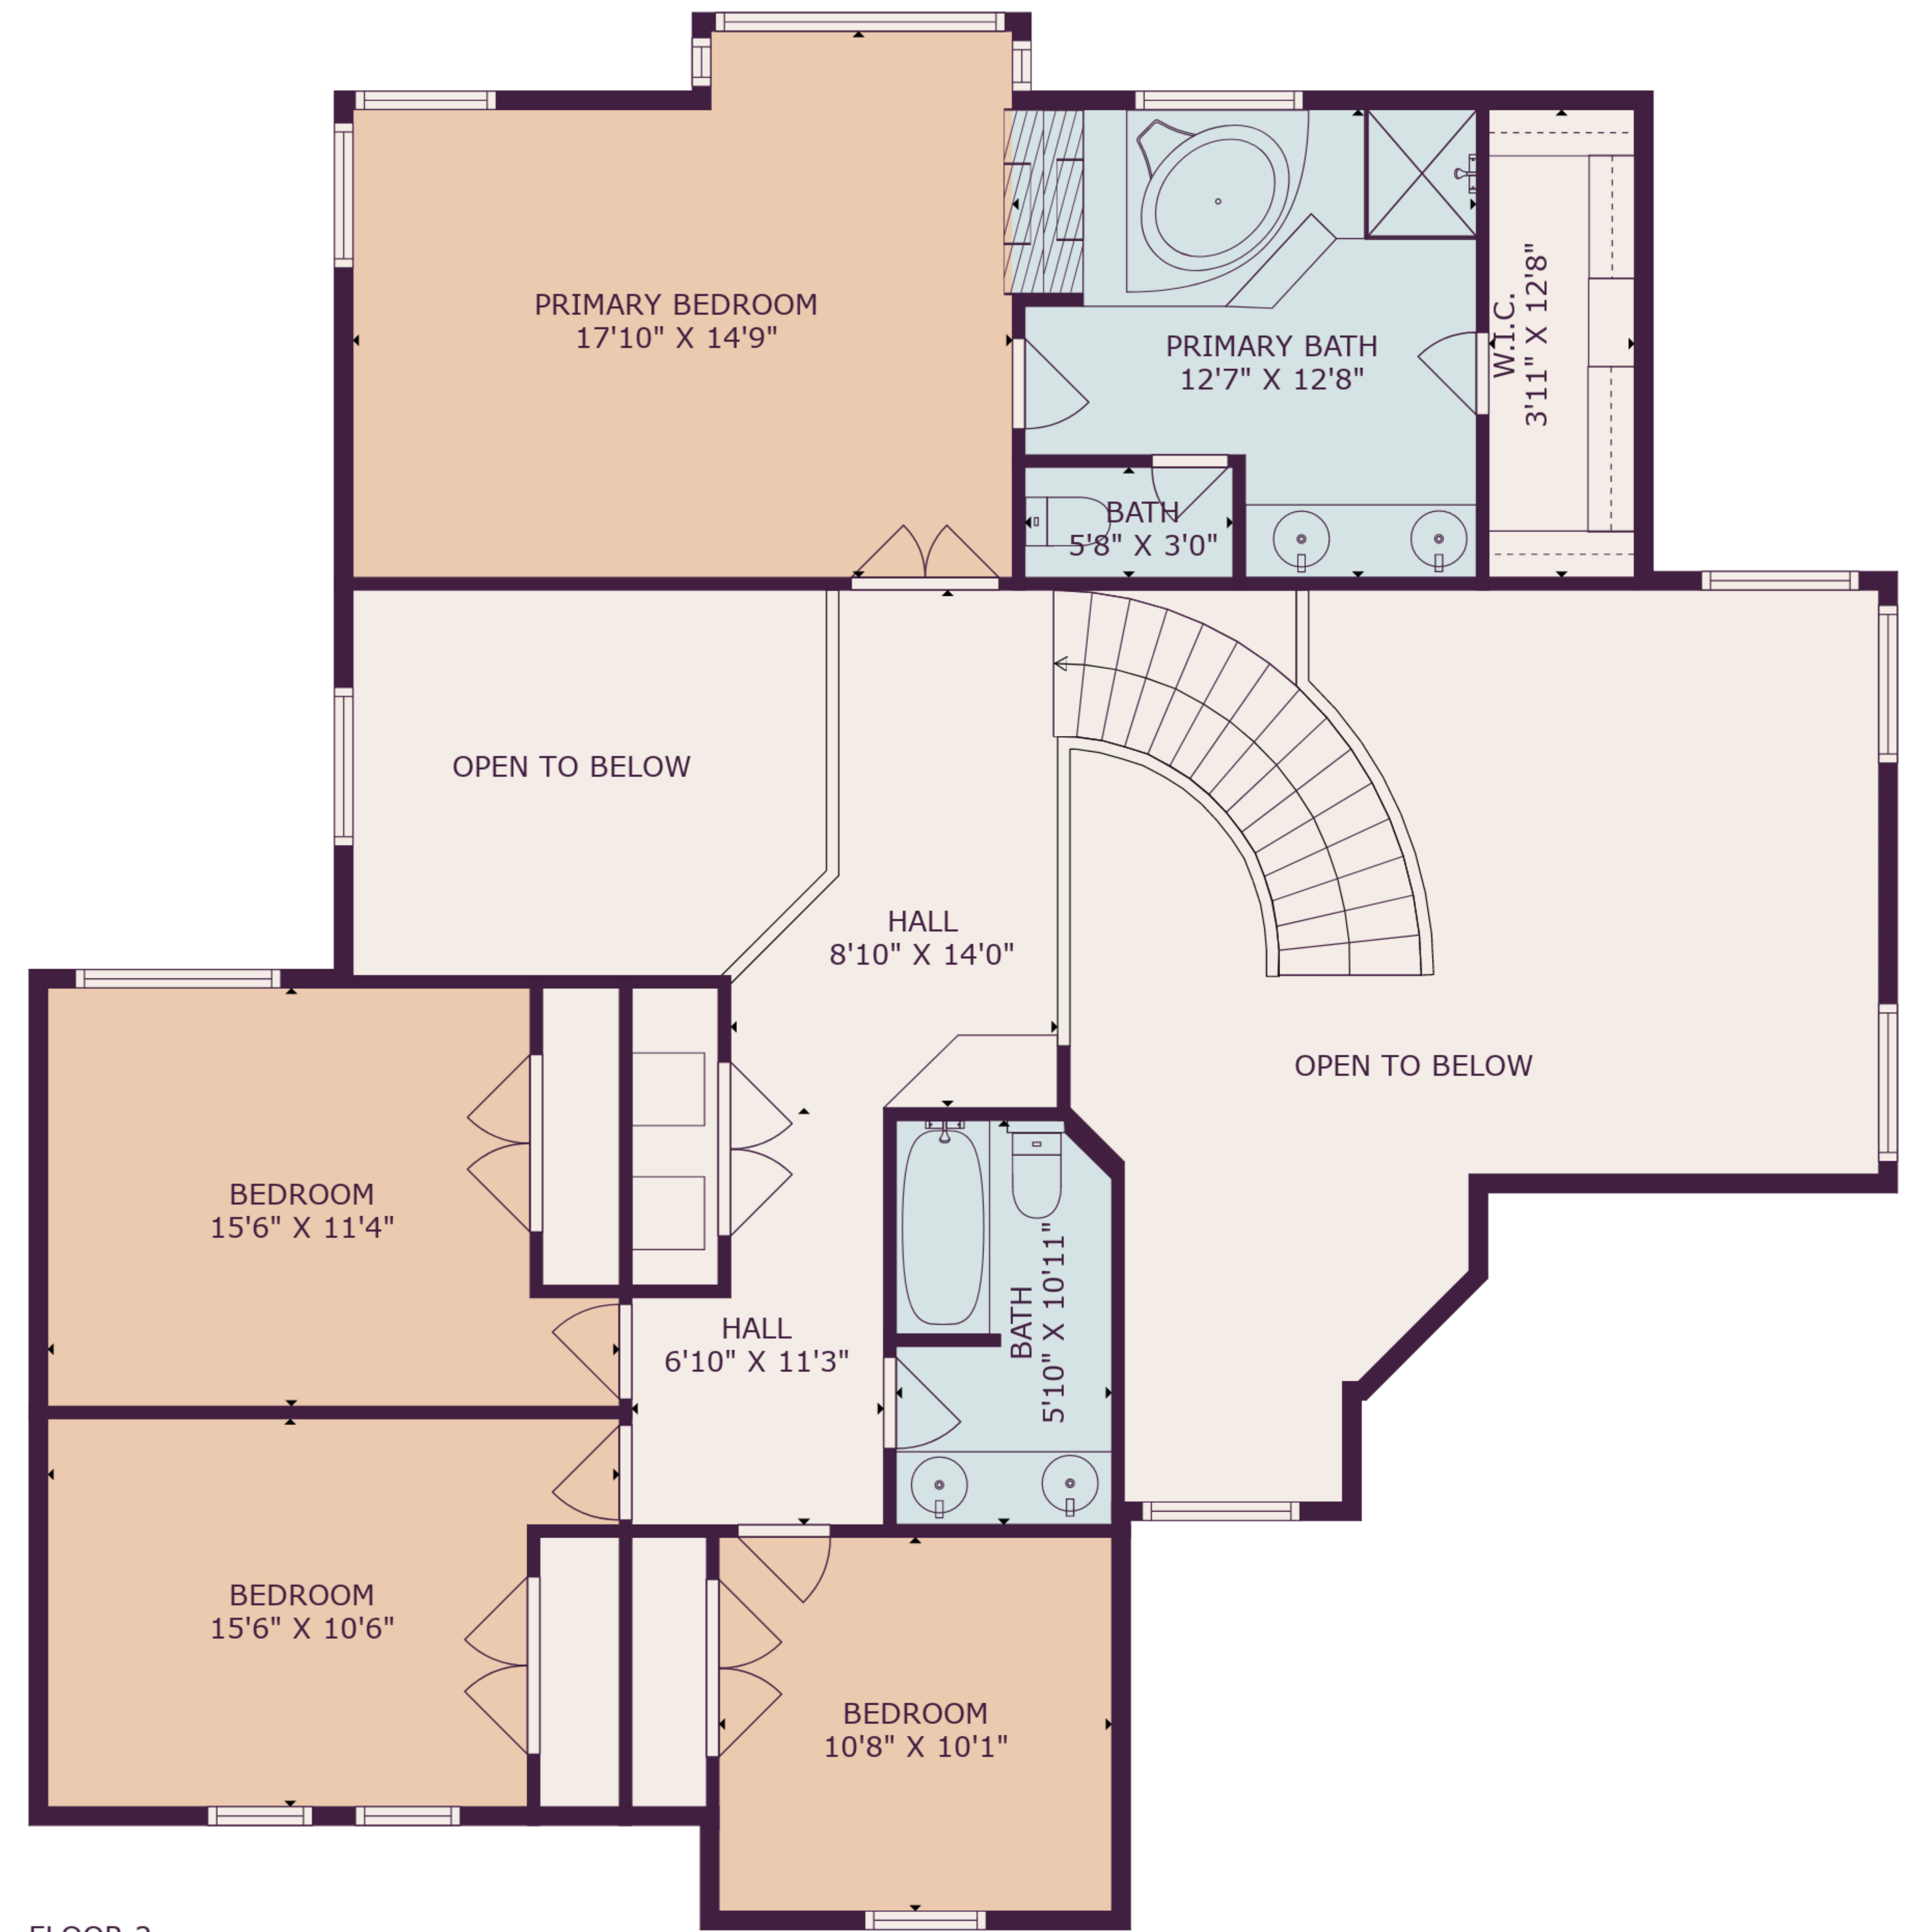 PRIMARY BEDROOM
17'10" X 14'9"
PRIMARY BATH
12'7" X 12'8"
W.I.C.
3'11" X 12'8"
BATH
5'8" X 3'0"
OPEN TO BELOW
HALL
8'10" X 14'0"
OPEN TO BELOW
BEDROOM
15'6" X 11'4"
HALL
6'10" X 11'3"
BATH
5'10" X 10'11"
BEDROOM
15'6" X 10'6"
BEDROOM
10'8" X 10'1"
FLOOR 2